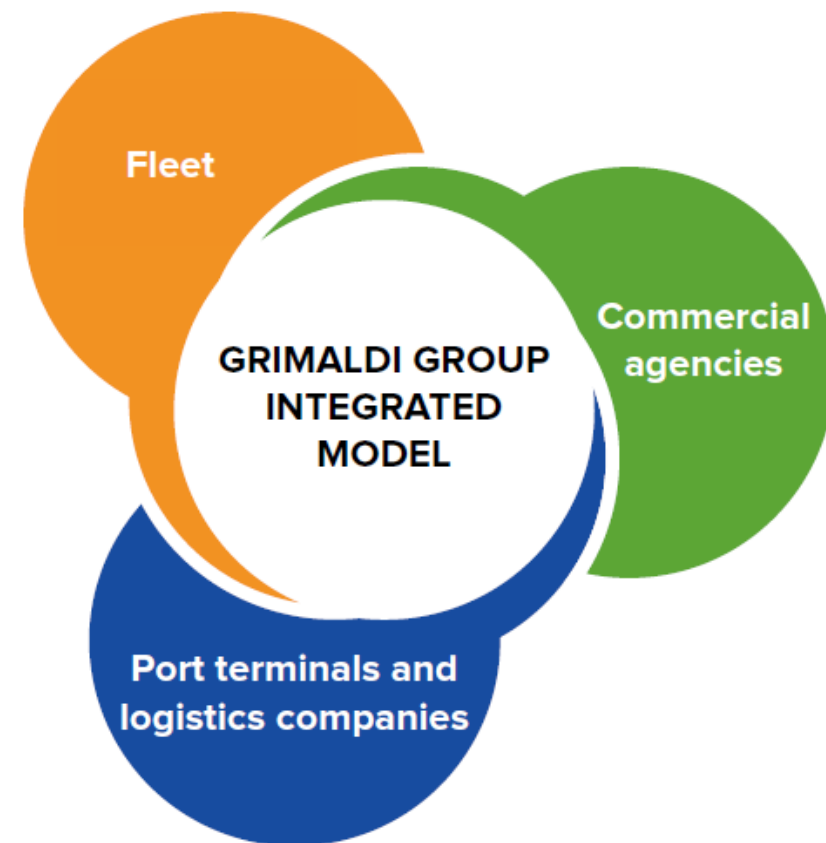 Fleet
Commercial
agencies
GRIMALDI GROUP
INTEGRATED
MODEL
Port terminals and
logistics companies